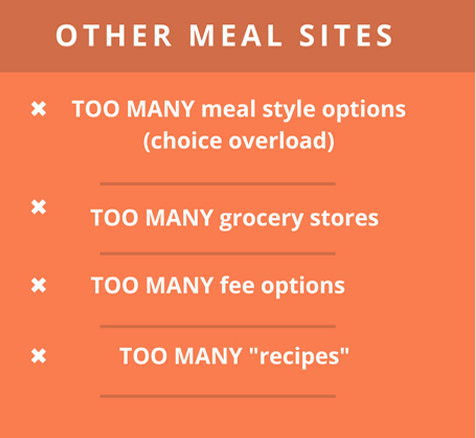 OTHER MEAL SITES
✖ TOO MANY meal style options
(choice overload)
✖ TOO MANY grocery stores
✖ TOO MANY fee options
✖ TOO MANY "recipes"